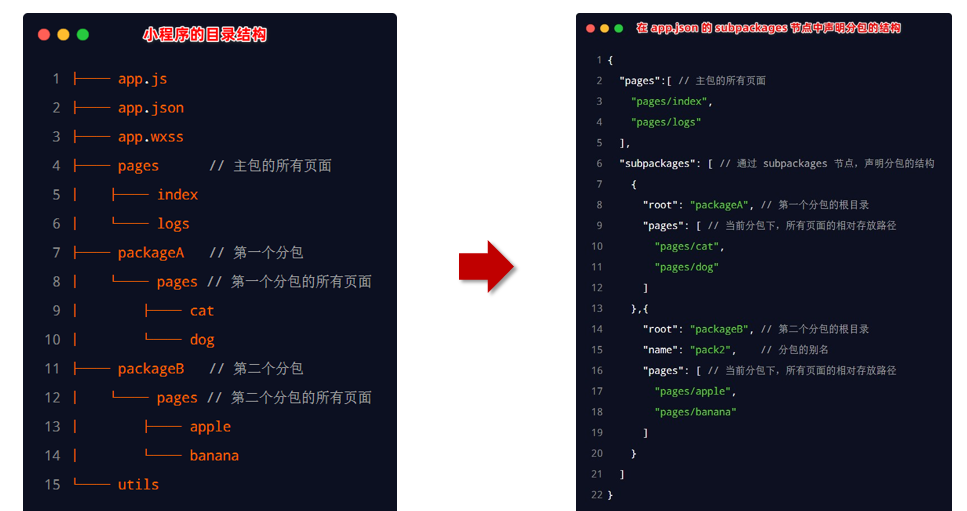 小程序的目录结构
1 ├── app.js
2 ├── app.json
3 ├── app.wxss
4 ├── pages // 主包的所有页面
5 │ ├── index
6 │ └── logs
7 ├── packageA // 第一个分包
8 │ └── pages // 第一个分包的所有页面
9 │ ├── cat
10 │ └── dog
11 ├── packageB // 第二个分包
12 │ └── pages // 第二个分包的所有页面
13 │ ├── apple
14 │ └── banana
15 └── utils
在 app.json 的 subpackages 节点中声明分包的结构
1 {
2 "pages":[ // 主包的所有页面
3 "pages/index",
4 "pages/logs"
5 ],
6 "subpackages": [ // 通过 subpackages 节点，声明分包的结构
7 {
8 "root": "packageA", // 第一个分包的根目录
9 "pages": [ // 当前分包下，所有页面的相对存放路径
10 "pages/cat",
11 "pages/dog"
12 ]
13 },{
14 "root": "packageB", // 第二个分包的根目录
15 "name": "pack2", // 分包的别名
16 "pages": [ // 当前分包下，所有页面的相对存放路径
17 "pages/apple",
18 "pages/banana"
19 ]
20 }
21 ]
22 }